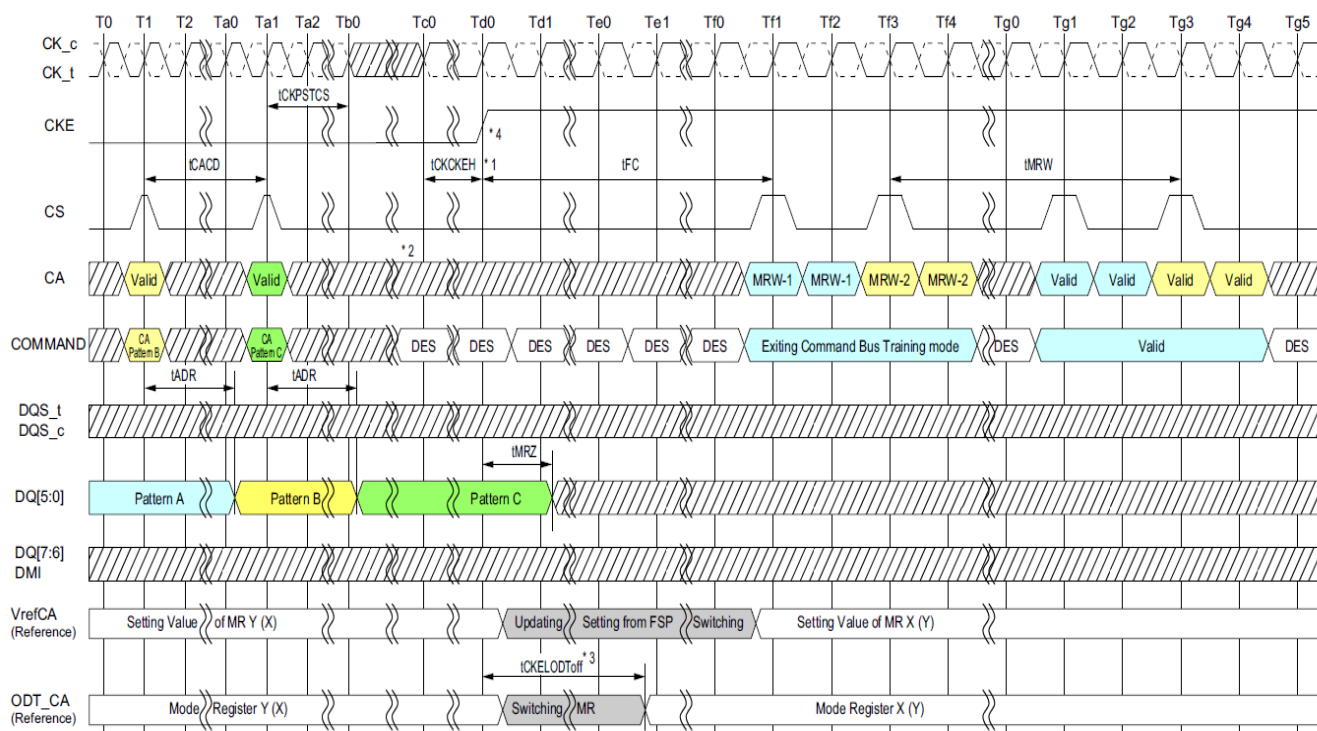 T0 T1 T2 Ta0 Ta1 Ta2 Tb0 Tc0 Td0 Td1 Te0 Te1 Tf0 Tf1 Tf2 Tf3 Tf4 Tg0 Tg1 Tg2 Tg3 Tg4 Tg5
CK_c
CK_t
tCKPSTCS
CKE
* 4
tCACD tCKCKEH * 1 tFC tMRW
CS
* 2
CA Valid Valid MRW-1 MRW-1 MRW-2 MRW-2 Valid Valid Valid Valid
COMMAND CA Pattern B CA Pattern C DES DES DES DES DES DES Exiting Command Bus Training mode DES Valid DES
tADR tADR
DQS_t
DQS_c
tMRZ
DQ[5:0] Pattern A Pattern B Pattern C
DQ[7:6]
DMI
VrefCA
(Reference) Setting Value of MR Y (X) Updating Setting from FSP Switching Setting Value of MR X (Y)
tCKELODToff * 3
ODT_CA
(Reference) Mode Register Y (X) Switching MR Mode Register X (Y)